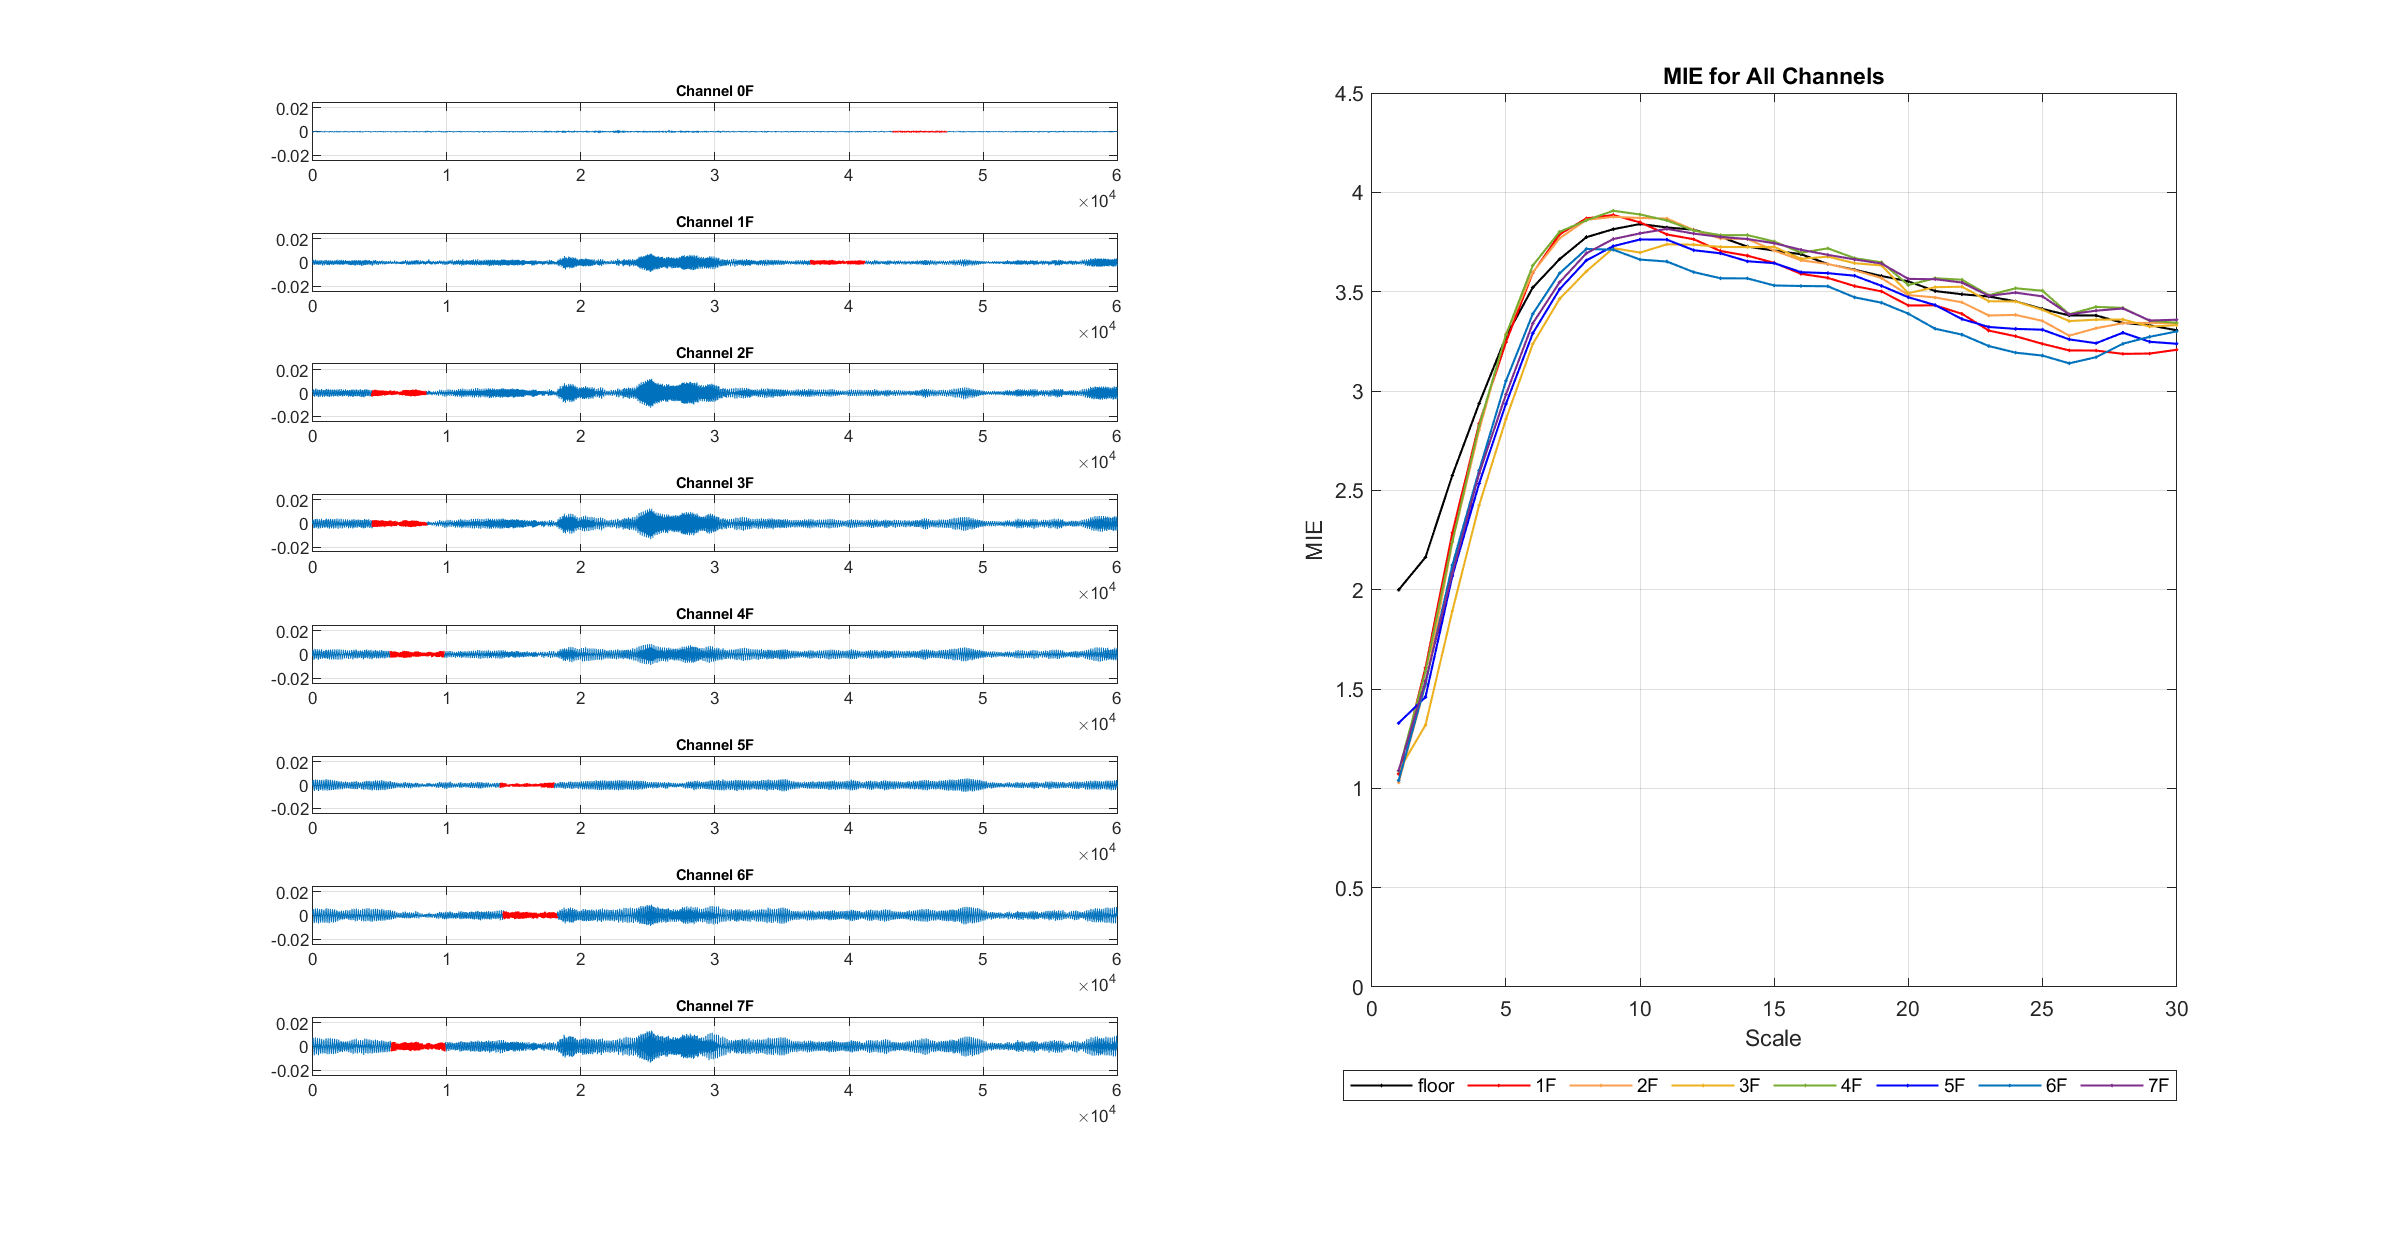 Channel 0F
0.02
0
-0.02
0 1 2 3 4 5 6
×10^4
Channel 1F
0.02
0
-0.02
0 1 2 3 4 5 6
×10^4
Channel 2F
0.02
0
-0.02
0 1 2 3 4 5 6
×10^4
Channel 3F
0.02
0
-0.02
0 1 2 3 4 5 6
×10^4
Channel 4F
0.02
0
-0.02
0 1 2 3 4 5 6
×10^4
Channel 5F
0.02
0
-0.02
0 1 2 3 4 5 6
×10^4
Channel 6F
0.02
0
-0.02
0 1 2 3 4 5 6
×10^4
Channel 7F
0.02
0
-0.02
0 1 2 3 4 5 6
×10^4
MIE for All Channels
4.5
4
3.5
3
2.5
2
1.5
1
0.5
0
MIE
0 5 10 15 20 25 30
Scale
floor 1F 2F 3F 4F 5F 6F 7F